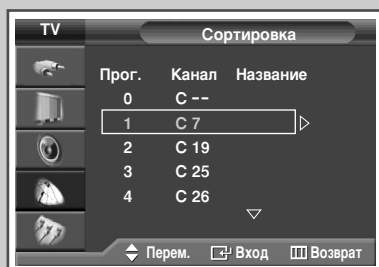 TV Сортировка
Прог. Канал Название
0 C --
1 C 7
2 C 19
3 C 25
4 C 26
Перем. Вход Возврат